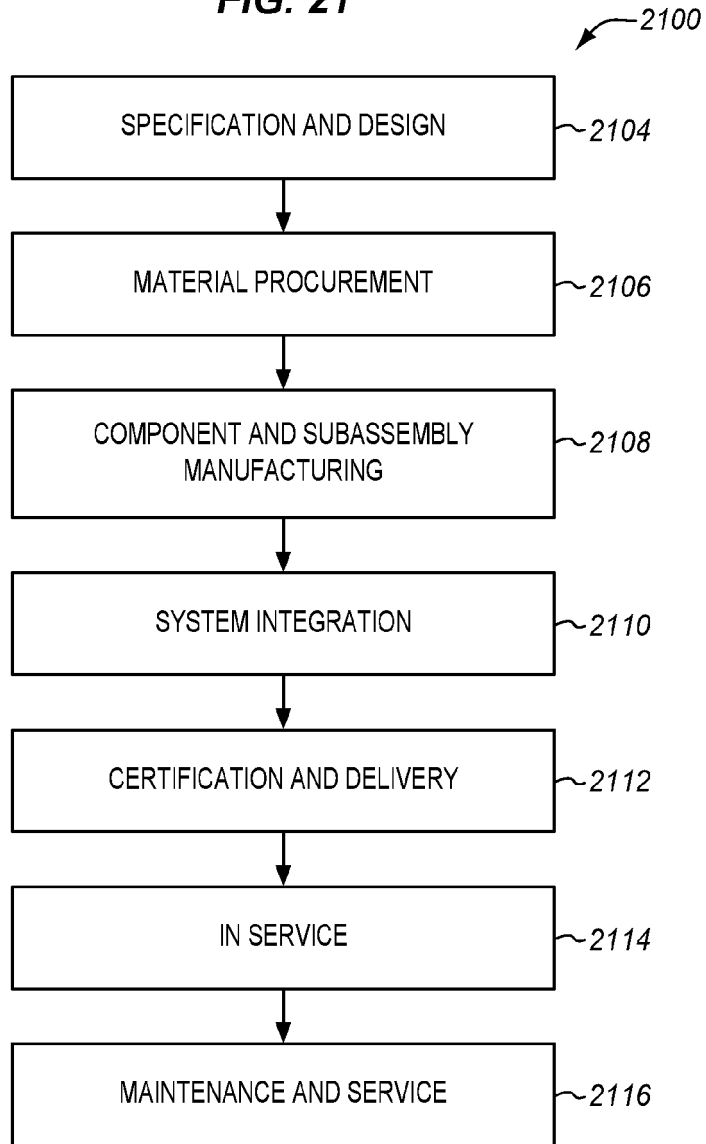 FIG. 21
2100
SPECIFICATION AND DESIGN
2104
MATERIAL PROCUREMENT
2106
COMPONENT AND SUBASSEMBLY
MANUFACTURING
2108
SYSTEM INTEGRATION
2110
CERTIFICATION AND DELIVERY
2112
IN SERVICE
2114
MAINTENANCE AND SERVICE
2116